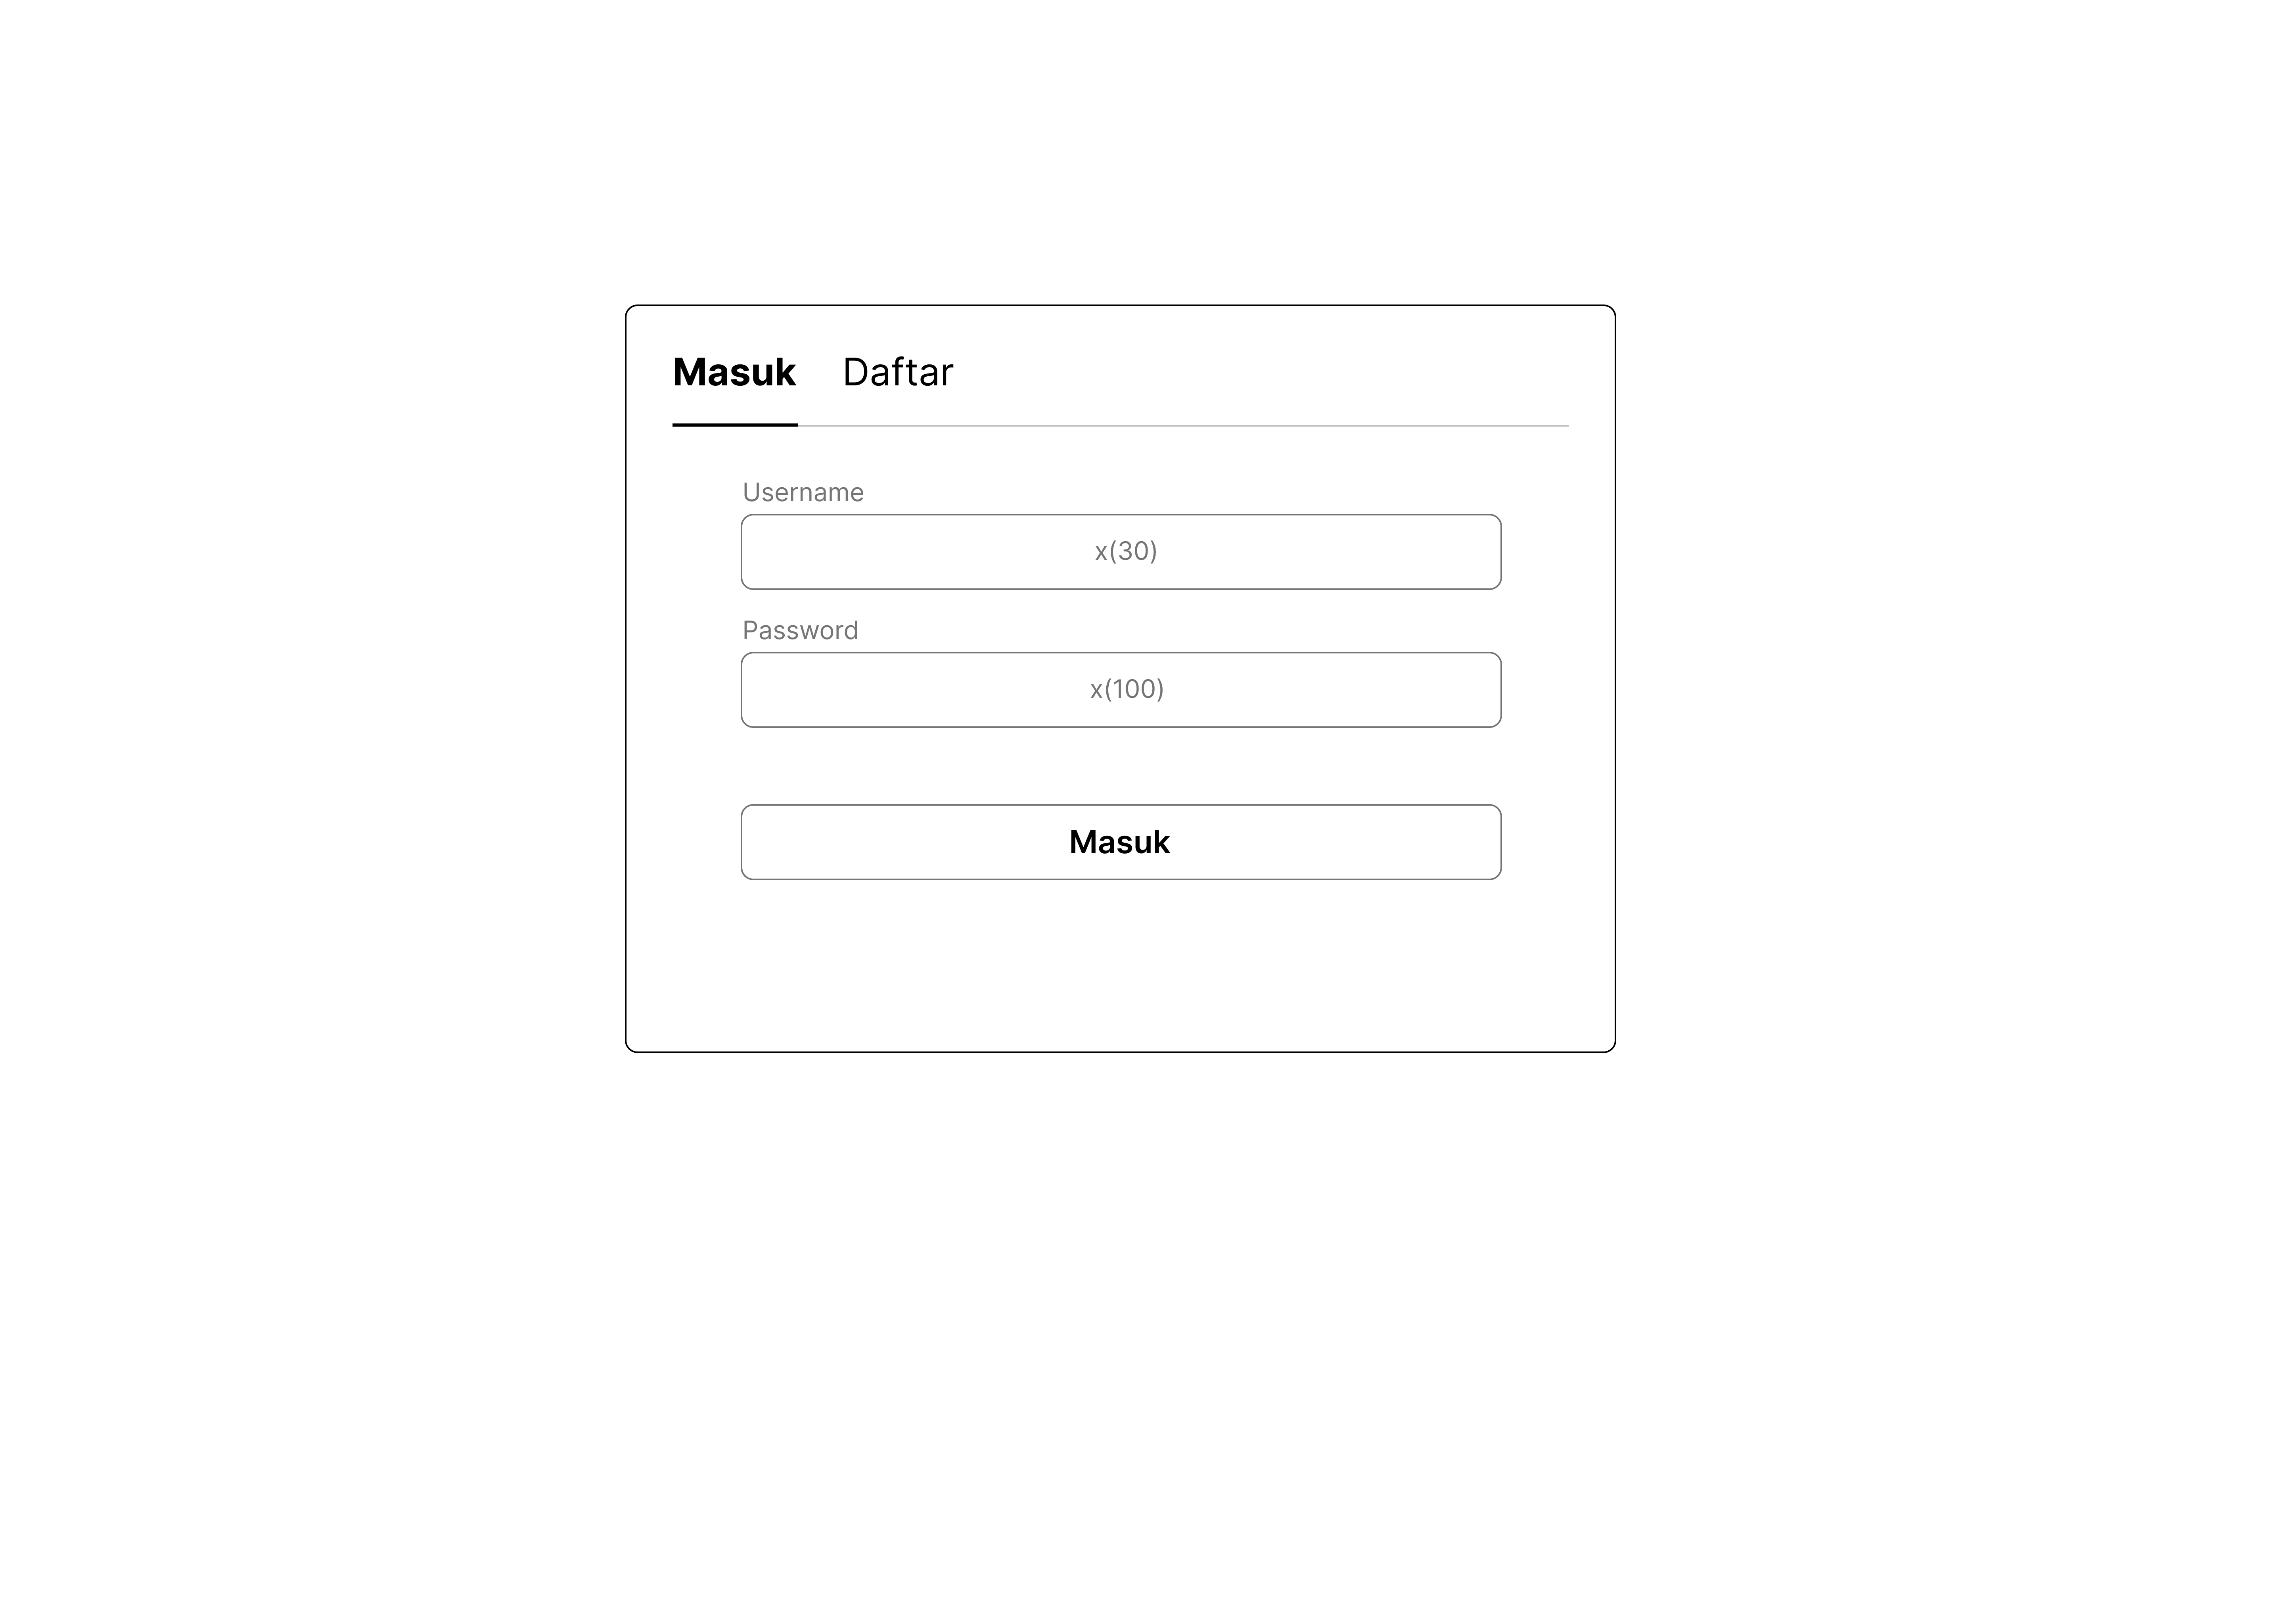 Masuk Daftar
Username
x(30)
Password
x(100)
Masuk